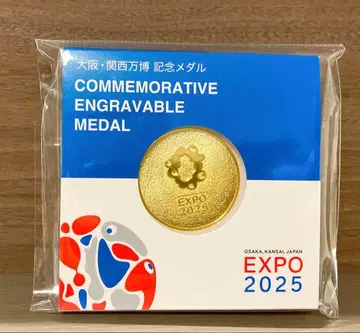 大阪・関西万博 記念メダル
COMMEMORATIVE
ENGRAVABLE
MEDAL
EXPO
2025
OSAKA, KANSAI, JAPAN
EXPO
2025